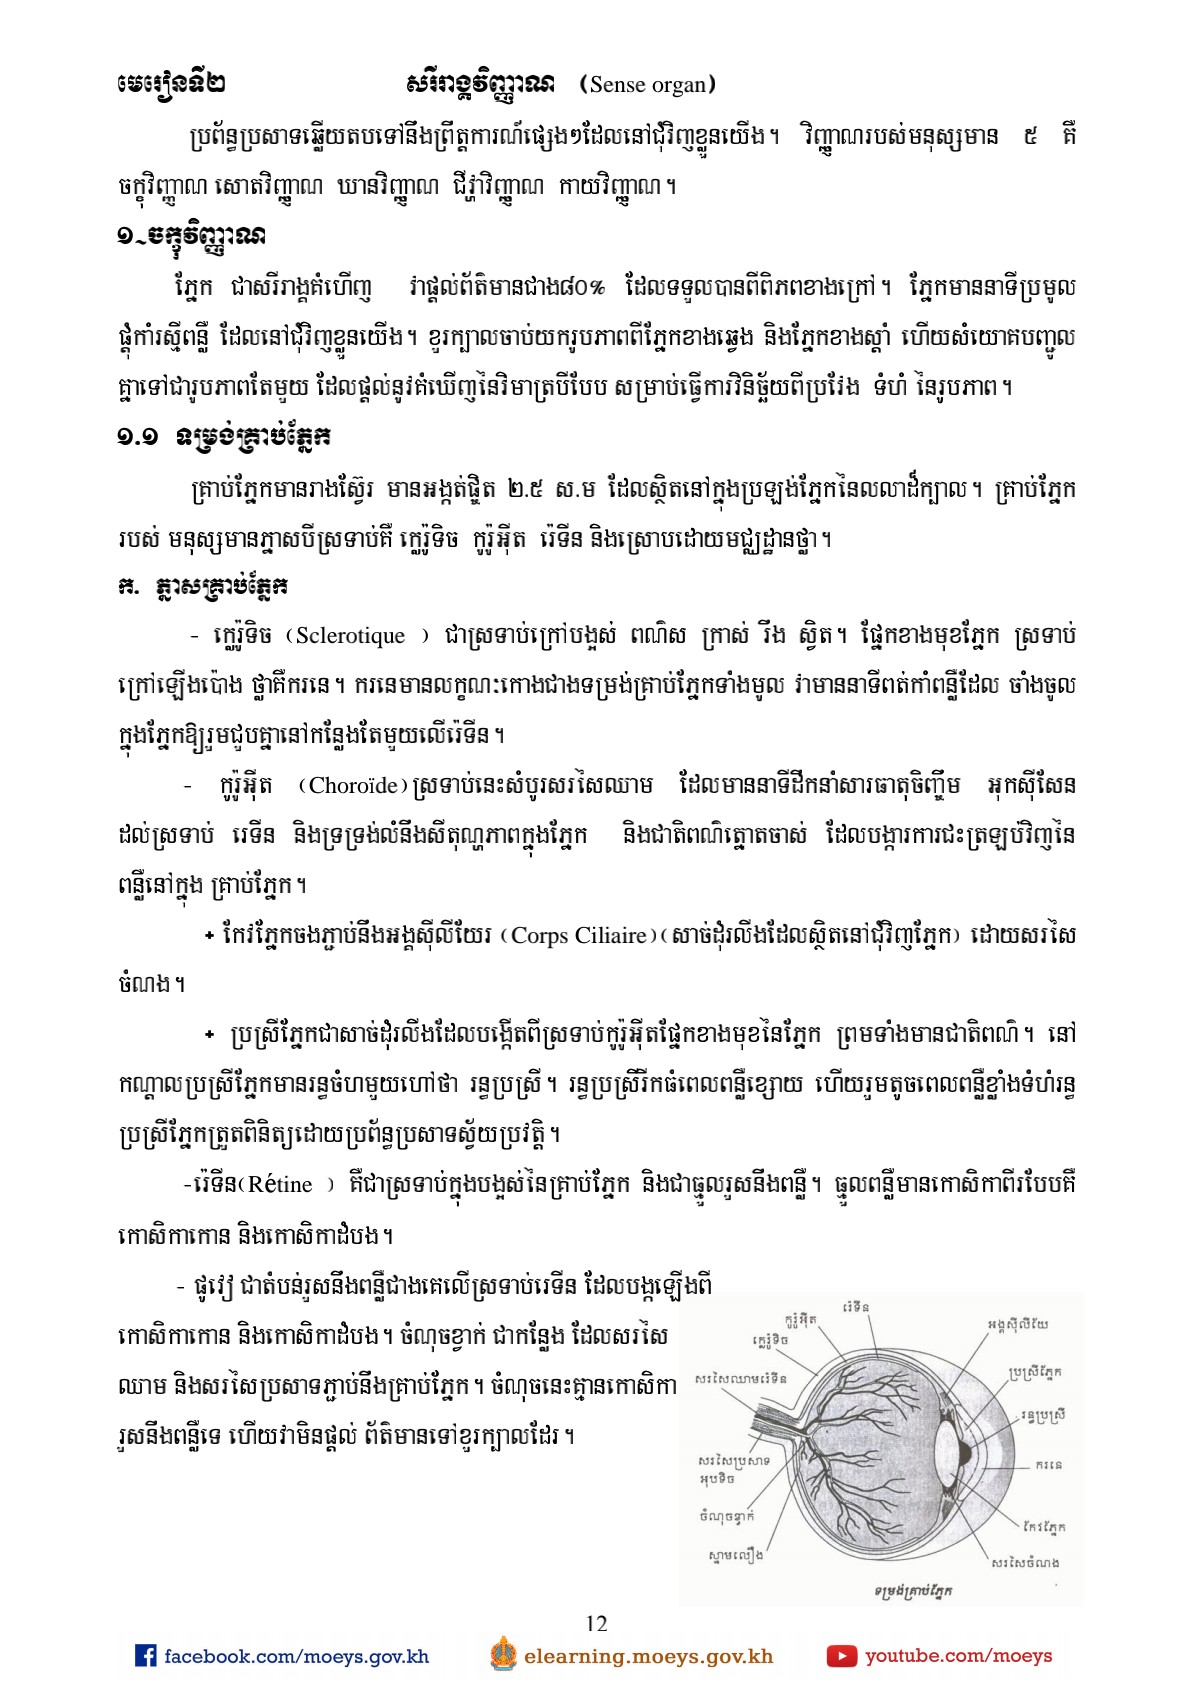 មេរៀនទី២ សរីរាង្គវិញ្ញាណ (Sense organ)
ប្រព័ន្ធប្រសាទឆ្លើយតបទៅនឹងព្រឹត្តការណ៍ផ្សេងៗដែលនៅជុំវិញខ្លួនយើង។ វិញ្ញាណរបស់មនុស្សមាន ៥ គឺ
ចក្ខុវិញ្ញាណ សោតវិញ្ញាណ ឃានវិញ្ញាណ ជីវ្ហាវិញ្ញាណ កាយវិញ្ញាណ។
១~ចក្ខុវិញ្ញាណ
ភ្នែក ជាសរីរាង្គគំហើញ វាផ្តល់ព័ត៌មានជាង៨០% ដែលទទួលបានពីពិភពខាងក្រៅ។ ភ្នែកមាននាទីប្រមូល
ផ្តុំកាំរស្មីពន្លឺ ដែលនៅជុំវិញខ្លួនយើង។ ខួរក្បាលចាប់យករូបភាពពីភ្នែកខាងឆ្វេង និងភ្នែកខាងស្តាំ ហើយសំយោគបញ្ជូល
គ្នាទៅជារូបភាពតែមួយ ដែលផ្តល់នូវគំឃើញនៃវិមាត្របីបែប សម្រាប់ធ្វើការវិនិច្ឆ័យពីប្រវែង ទំហំ នៃរូបភាព។
១.១ ទម្រង់គ្រាប់ភ្នែក
គ្រាប់ភ្នែកមានរាងស្វ៊ែរ មានអង្កត់ផ្ចិត ២.៥ ស.ម ដែលស្ថិតនៅក្នុងប្រឡង់ភ្នែកនៃលលាដ៏ក្បាល។ គ្រាប់ភ្នែក
របស់ មនុស្សមានភ្នាសបីស្រទាប់គឺ ក្លេរ៉ូទិច កូរ៉ូអ៊ីត រ៉េទីន និងស្រោបដោយមជ្ឈដ្ឋានថ្លា។
ក. ភ្នាសគ្រាប់ភ្នែក
- ក្លេរ៉ូទិច (Sclerotique ) ជាស្រទាប់ក្រៅបង្អស់ ពណ៌ស ក្រាស់ រឹង ស្វិត។ ផ្នែកខាងមុខភ្នែក ស្រទាប់
ក្រៅឡើងប៉ោង ថ្លាគឺករនេ។ ករនេមានលក្ខណៈកោងជាងទម្រង់គ្រាប់ភ្នែកទាំងមូល វាមាននាទីពត់កាំពន្លឺដែល ចាំងចូល
ក្នុងភ្នែកឱ្យរួមជួបគ្នានៅកន្លែងតែមួយលើរ៉េទីន។
- កូរ៉ូអ៊ីត (Choroïde)ស្រទាប់នេះសំបូរសរសៃឈាម ដែលមាននាទីដឹកនាំសារធាតុចិញ្ចឹម អុកស៊ីសែន
ដល់ស្រទាប់ រេទីន និងទ្រទ្រង់លំនឹងសីតុណ្ហភាពក្នុងភ្នែក និងជាតិពណ៌ត្នោតចាស់ ដែលបង្ការការជះត្រឡប់វិញនៃ
ពន្លឺនៅក្នុង គ្រាប់ភ្នែក។
+ កែវភ្នែកចងភ្ជាប់នឹងអង្គស៊ីលីយែរ (Corps Ciliaire)(សាច់ដុំរលីងដែលស្ថិតនៅជុំវិញភ្នែក) ដោយសរសៃ
ចំណង។
+ ប្រស្រីភ្នែកជាសាច់ដុំរលីងដែលបង្កើតពីស្រទាប់កូរ៉ូអ៊ីតផ្នែកខាងមុខនៃភ្នែក ព្រមទាំងមានជាតិពណ៌។ នៅ
កណ្តាលប្រស្រីភ្នែកមានរន្ធចំហមួយហៅថា រន្ធប្រស្រី។ រន្ធប្រស្រីរីកធំពេលពន្លឺខ្សោយ ហើយរួមតូចពេលពន្លឺខ្លាំងទំហំរន្ធ
ប្រស្រីភ្នែកត្រួតពិនិត្យដោយប្រព័ន្ធប្រសាទស្វ័យប្រវត្តិ។
-រ៉េទីន(Rétine ) គឺជាស្រទាប់ក្នុងបង្អស់នៃគ្រាប់ភ្នែក និងជាធ្មួលរួសនឹងពន្លឺ។ ធ្មួលពន្លឺមានកោសិកាពីរបែបគឺ
កោសិកាកោន និងកោសិកាដំបង។
- ផូវៀ ជាតំបន់រួសនឹងពន្លឺជាងគេលើស្រទាប់រេទីន ដែលបង្កឡើងពី
កោសិកាកោន និងកោសិកាដំបង។ ចំណុចខ្វាក់ ជាកន្លែង ដែលសរសៃ
ឈាម និងសរសៃប្រសាទភ្ជាប់នឹងគ្រាប់ភ្នែក។ ចំណុចនេះគ្មានកោសិកា
រួសនឹងពន្លឺទេ ហើយវាមិនផ្តល់ ព័ត៌មានទៅខួរក្បាលដែរ។
រ៉េទីន
កូរ៉ូអ៊ីត
ក្លេរ៉ូទិច
អង្គស៊ីលីយែ
សរសៃឈាមរ៉េទីន
ប្រស្រីភ្នែក
រន្ធប្រស្រី
សរសៃប្រសាទ
អុបទិច
ករនេ
ចំណុចខ្វាក់
កែវភ្នែក
ស្នាមលឿង
សរសៃចំណង
ទម្រង់គ្រាប់ភ្នែក
12
facebook.com/moeys.gov.kh elearning.moeys.gov.kh youtube.com/moeys